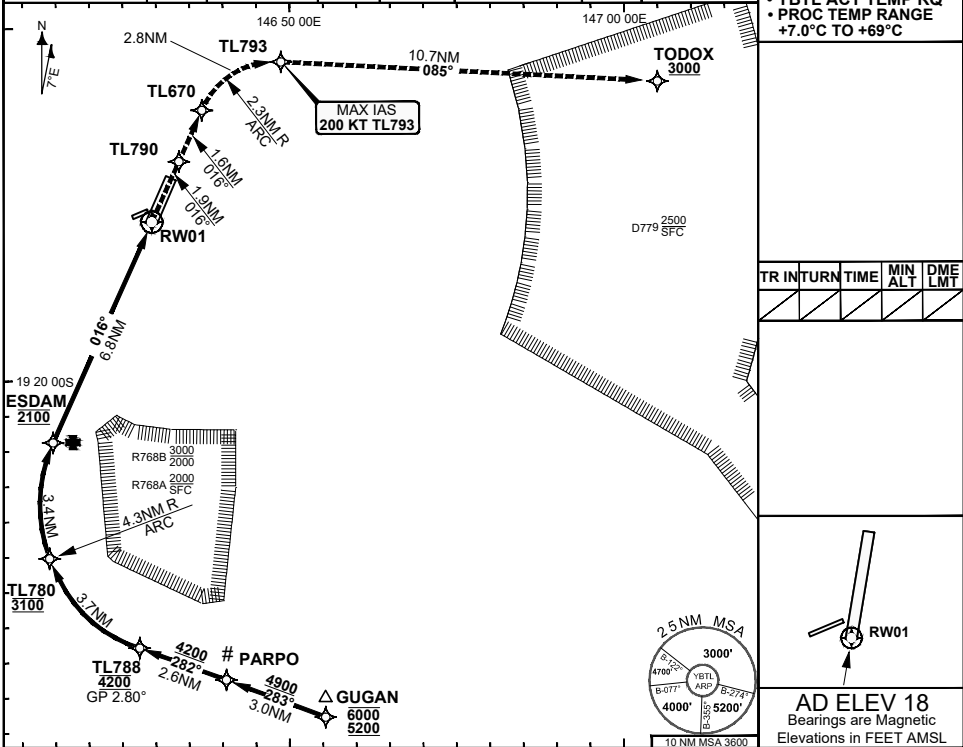 146 50 00E
147 00 00E
• YBTL ACT TEMP RQ
• PROC TEMP RANGE
+7.0°C TO +69°C
N
7°E
2.8NM
TL793
10.7NM
085°
TODOX
3000
TL670
MAX IAS
200 KT TL793
2.3NM R
ARC
TL790
1.6NM
016°
1.9NM
016°
RW01
D779 2500
SFC
TR IN TURN TIME MIN ALT DME LMT
016°
6.8NM
19 20 00S
ESDAM
2100
R768B 3000
2000
R768A 2000
SFC
3.4NM
4.3NM R
ARC
TL780
3100
3.7NM
TL788
4200
GP 2.80°
4200
282°
2.6NM
# PARPO
4900
283°
3.0NM
GUGAN
6000
5200
25 NM MSA
3000'
B-122°
4700'
YBTL
ARP
B-077°
B-274°
4000'
B-355°
5200'
10 NM MSA 3600
RW01
AD ELEV 18
Bearings are Magnetic
Elevations in FEET AMSL